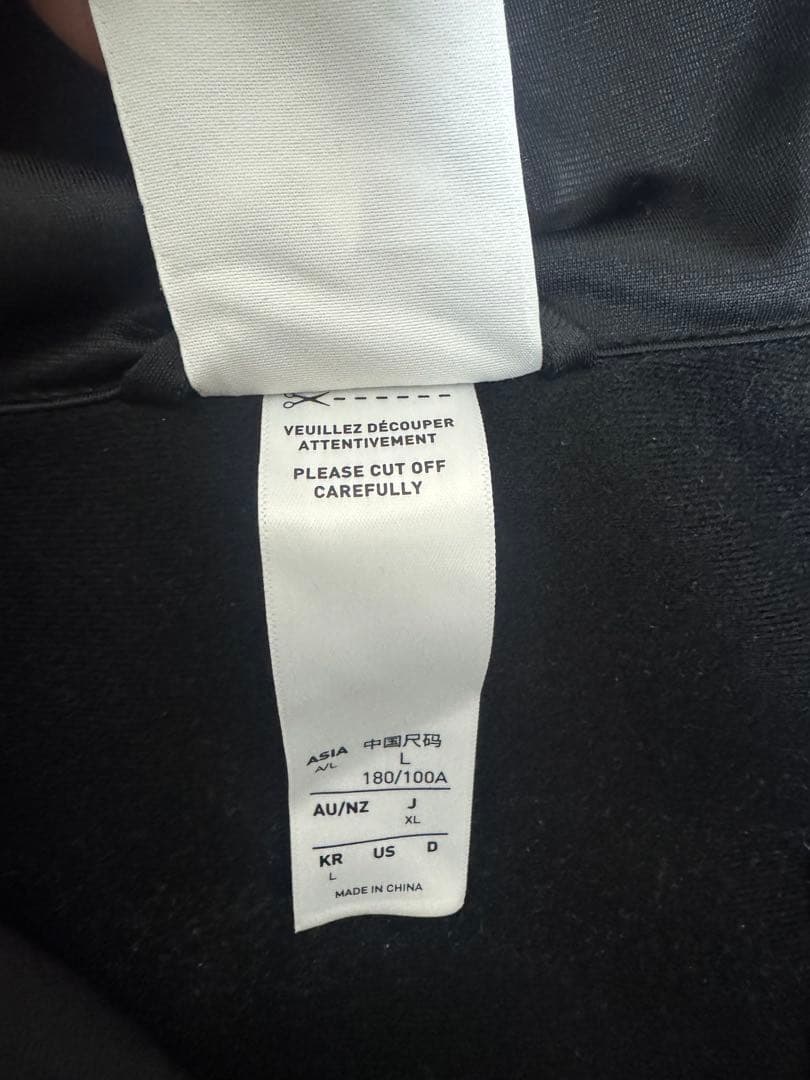 VEUILLEZ DÉCOUPER
ATTENTIVEMENT
PLEASE CUT OFF
CAREFULLY
ASIA 中国尺码
A/L L
180/100A
AU/NZ J
XL
KR US D
L
MADE IN CHINA